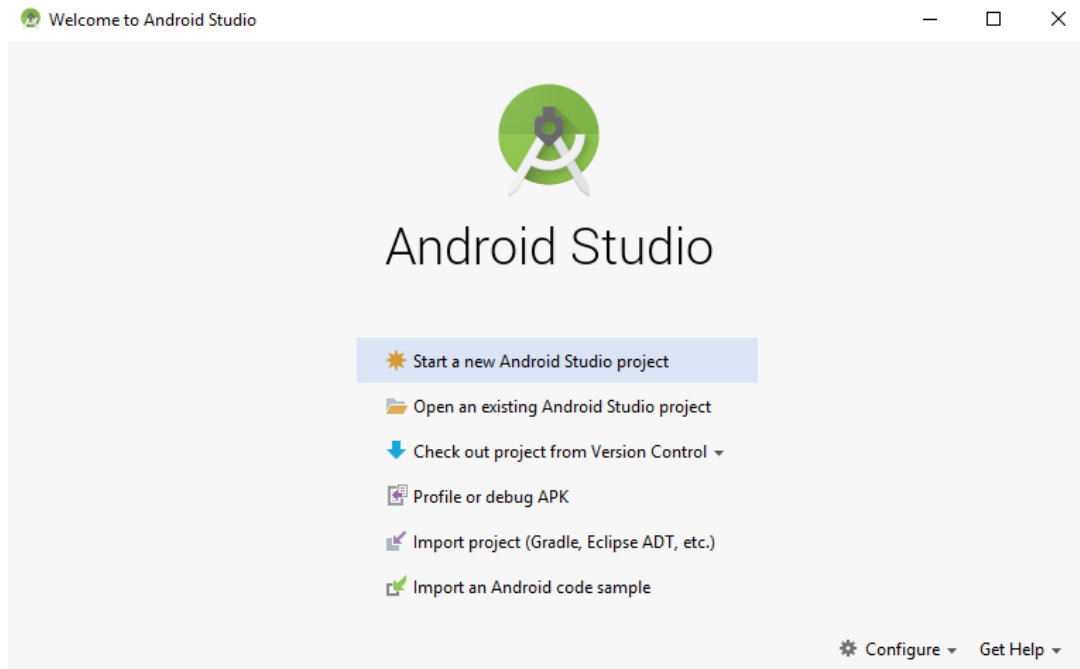 Welcome to Android Studio
Android Studio
Start a new Android Studio project
Open an existing Android Studio project
Check out project from Version Control
Profile or debug APK
Import project (Gradle, Eclipse ADT, etc.)
Import an Android code sample
Configure Get Help